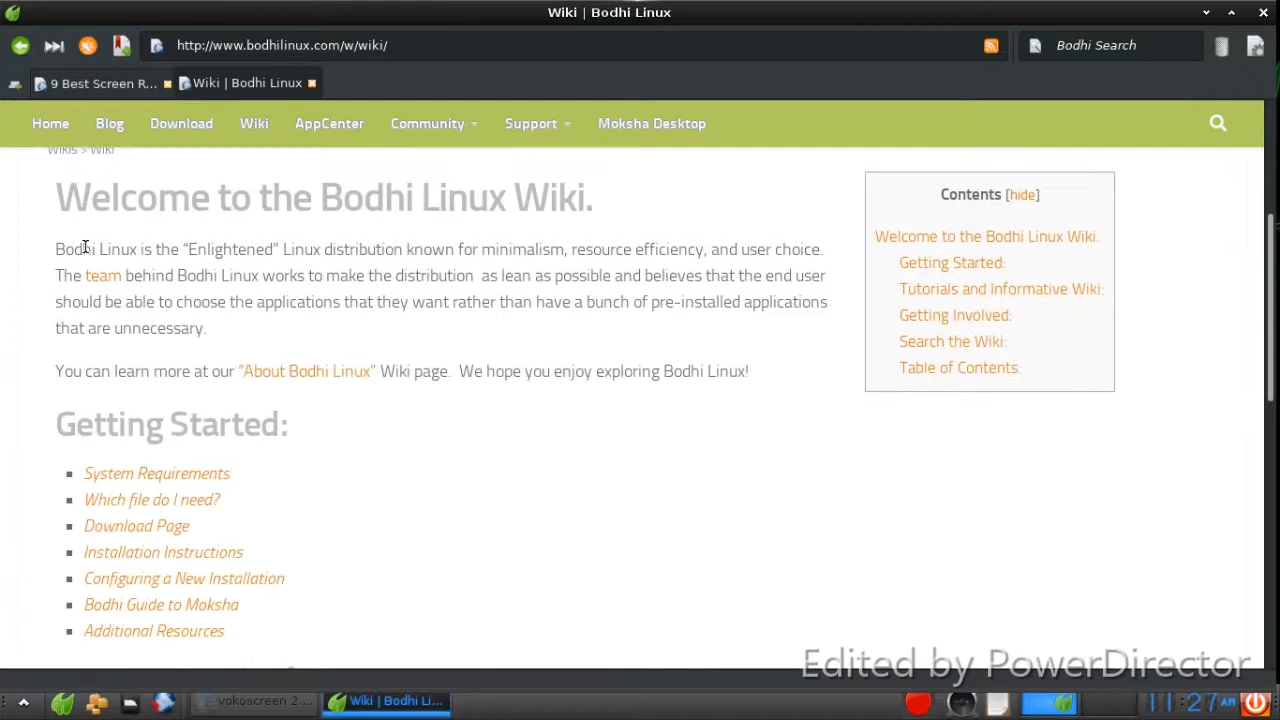 Wiki | Bodhi Linux
http://www.bodhilinux.com/w/wiki/
Bodhi Search
9 Best Screen R...
Wiki | Bodhi Linux
Home Blog Download Wiki AppCenter Community Support Moksha Desktop
Wikis > Wiki
Welcome to the Bodhi Linux Wiki.
Bodhi Linux is the “Enlightened” Linux distribution known for minimalism, resource efficiency, and user choice.
The team behind Bodhi Linux works to make the distribution as lean as possible and believes that the end user
should be able to choose the applications that they want rather than have a bunch of pre-installed applications
that are unnecessary.
You can learn more at our “About Bodhi Linux” Wiki page. We hope you enjoy exploring Bodhi Linux!
Contents [hide]
Welcome to the Bodhi Linux Wiki.
Getting Started:
Tutorials and Informative Wiki:
Getting Involved:
Search the Wiki:
Table of Contents:
Getting Started:
System Requirements
Which file do I need?
Download Page
Installation Instructions
Configuring a New Installation
Bodhi Guide to Moksha
Additional Resources
Edited by PowerDirector
vokoscreen 2....
Wiki | Bodhi Li...
11:27 AM